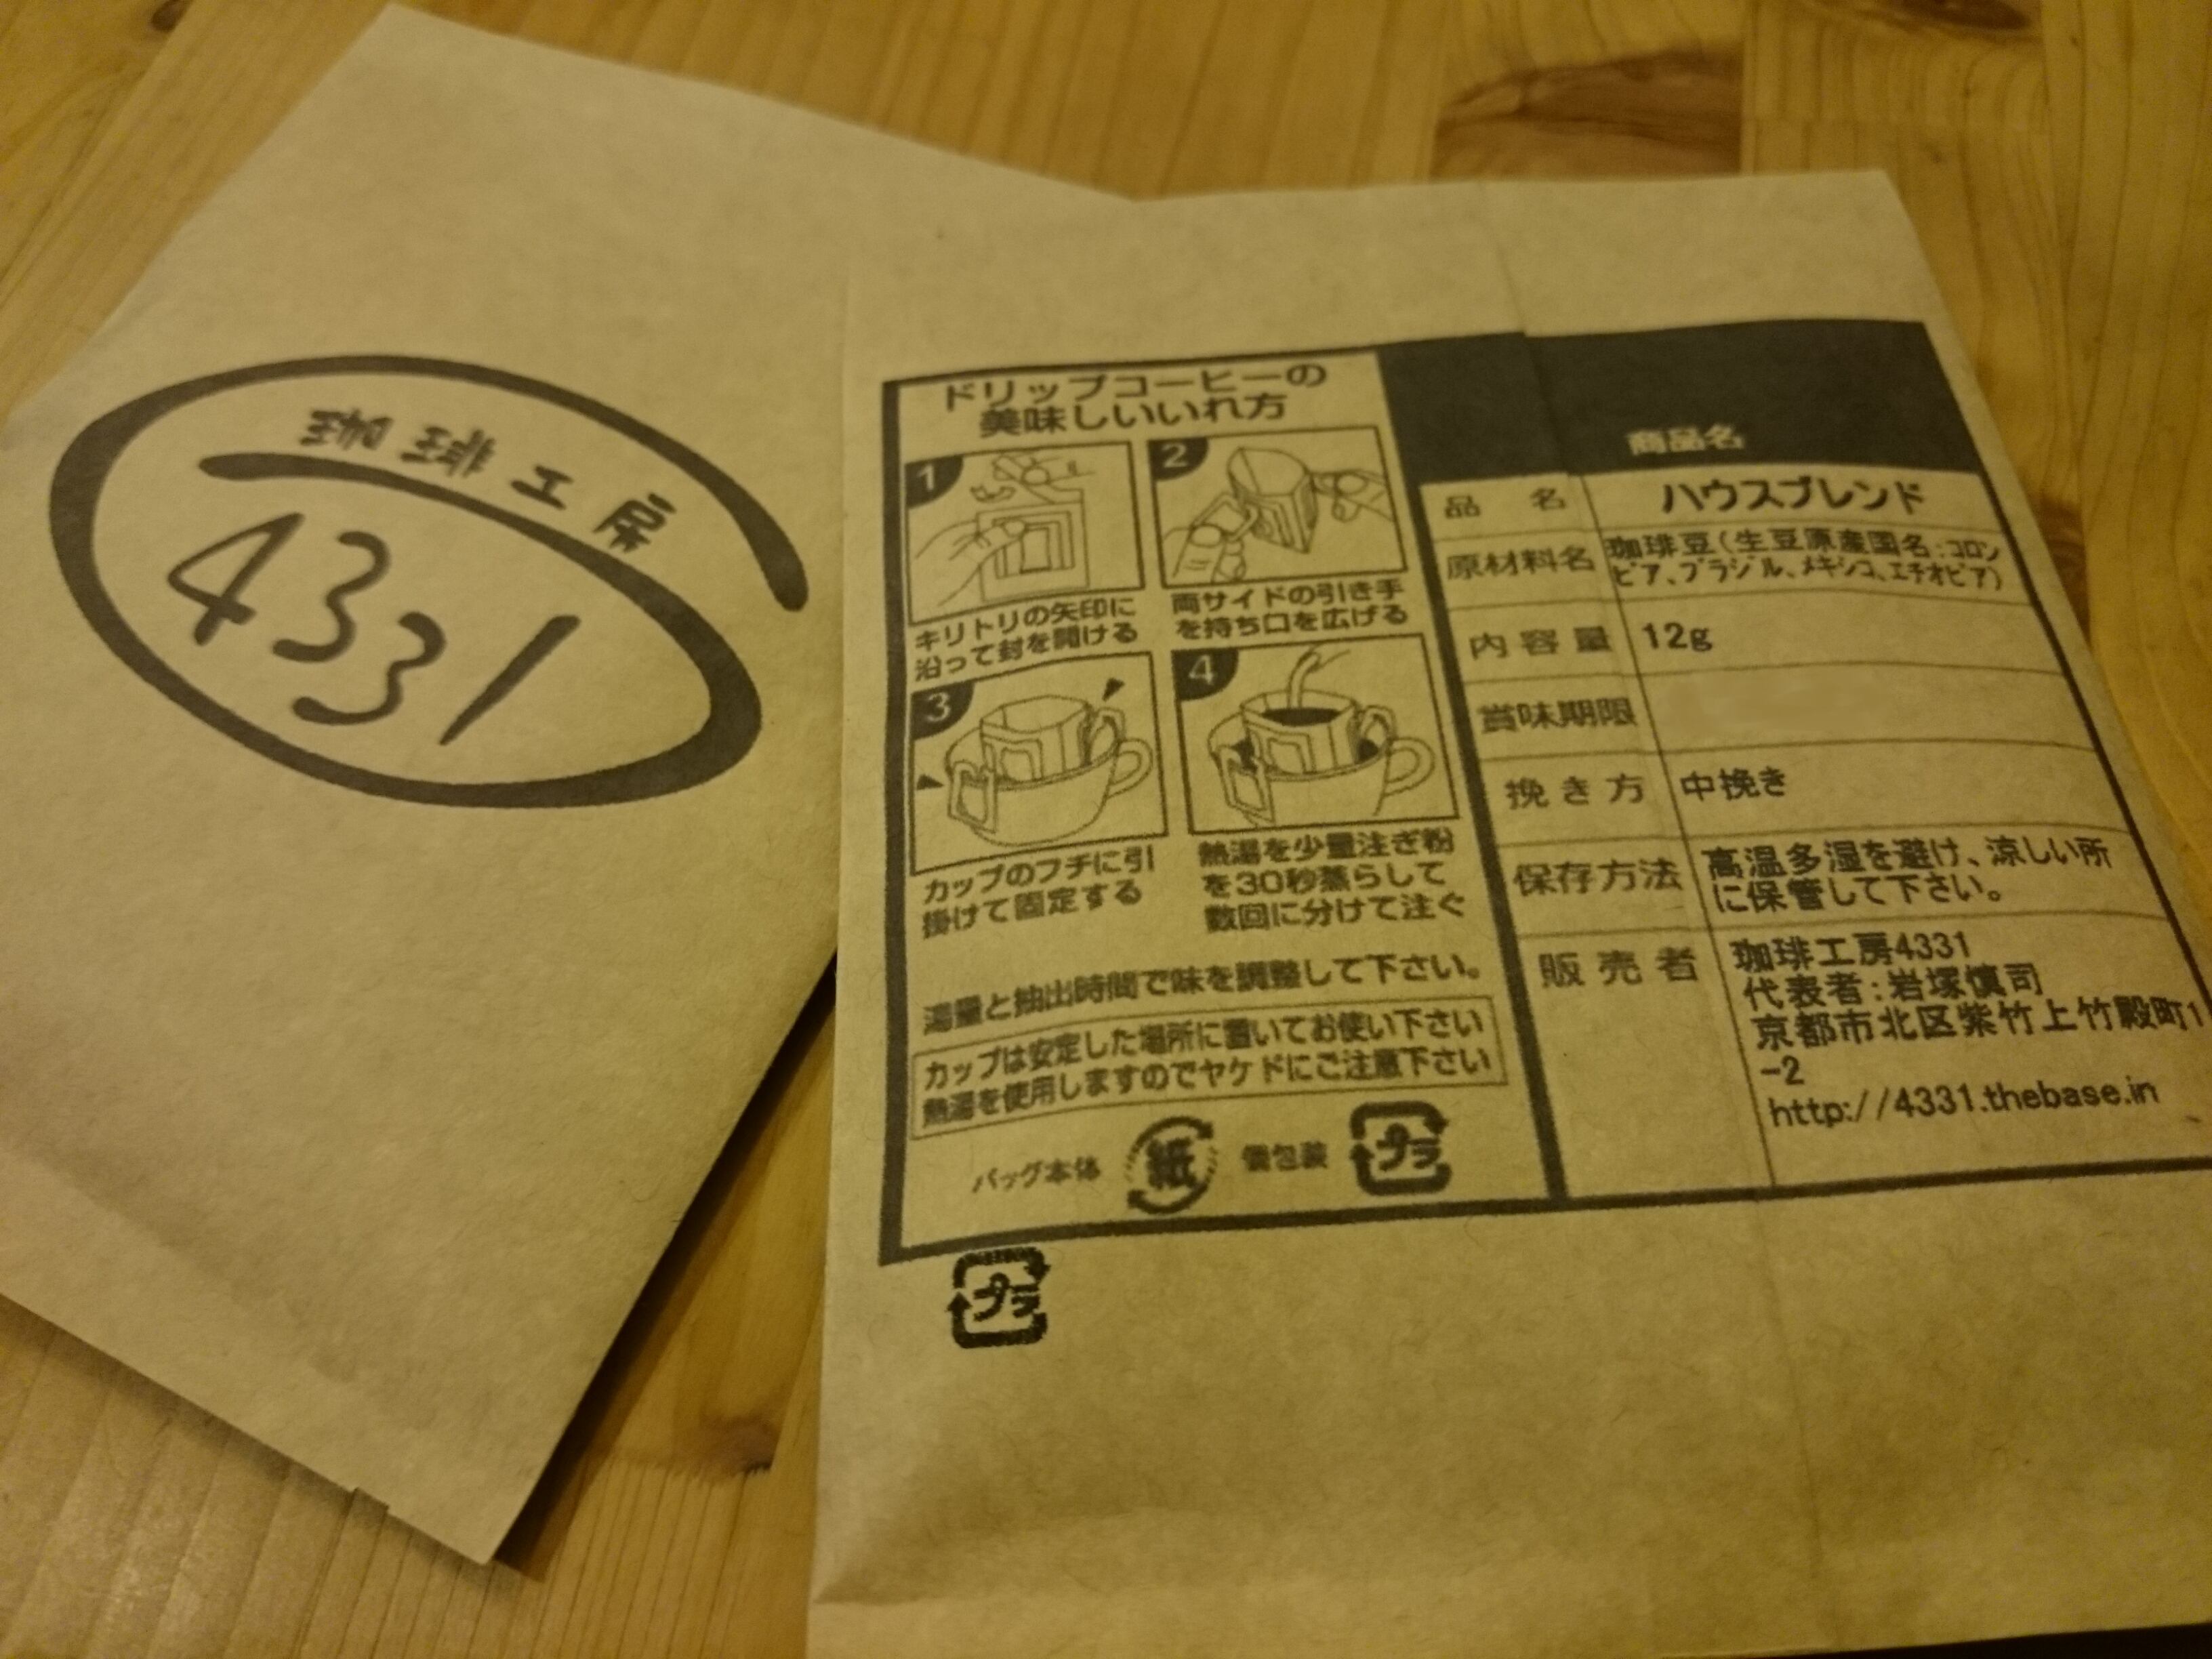 珈琲工房
4331
ドリップコーヒーの
美味しいいれ方
1
キリトリの矢印に
沿って封を開ける
2
両サイドの引き手
を持ち口を広げる
3
カップのフチに引
掛けて固定する
4
熱湯を少量注ぎ粉
を30秒蒸らして
数回に分けて注ぐ
湯量と抽出時間で味を調整して下さい。
カップは安定した場所に置いてお使い下さい
熱湯を使用しますのでヤケドにご注意下さい
バッグ本体 紙 個包装 プラ
プラ
商品名
品名 ハウスブレンド
原材料名 珈琲豆(生豆原産国名:コロン
ビア、ブラジル、メキシコ、エチオピア)
内容量 12g
賞味期限
挽き方 中挽き
保存方法 高温多湿を避け、涼しい所
に保管して下さい。
販売者 珈琲工房4331
代表者:岩塚慎司
京都市北区紫竹上竹殿町1
-2
http://4331.thebase.in